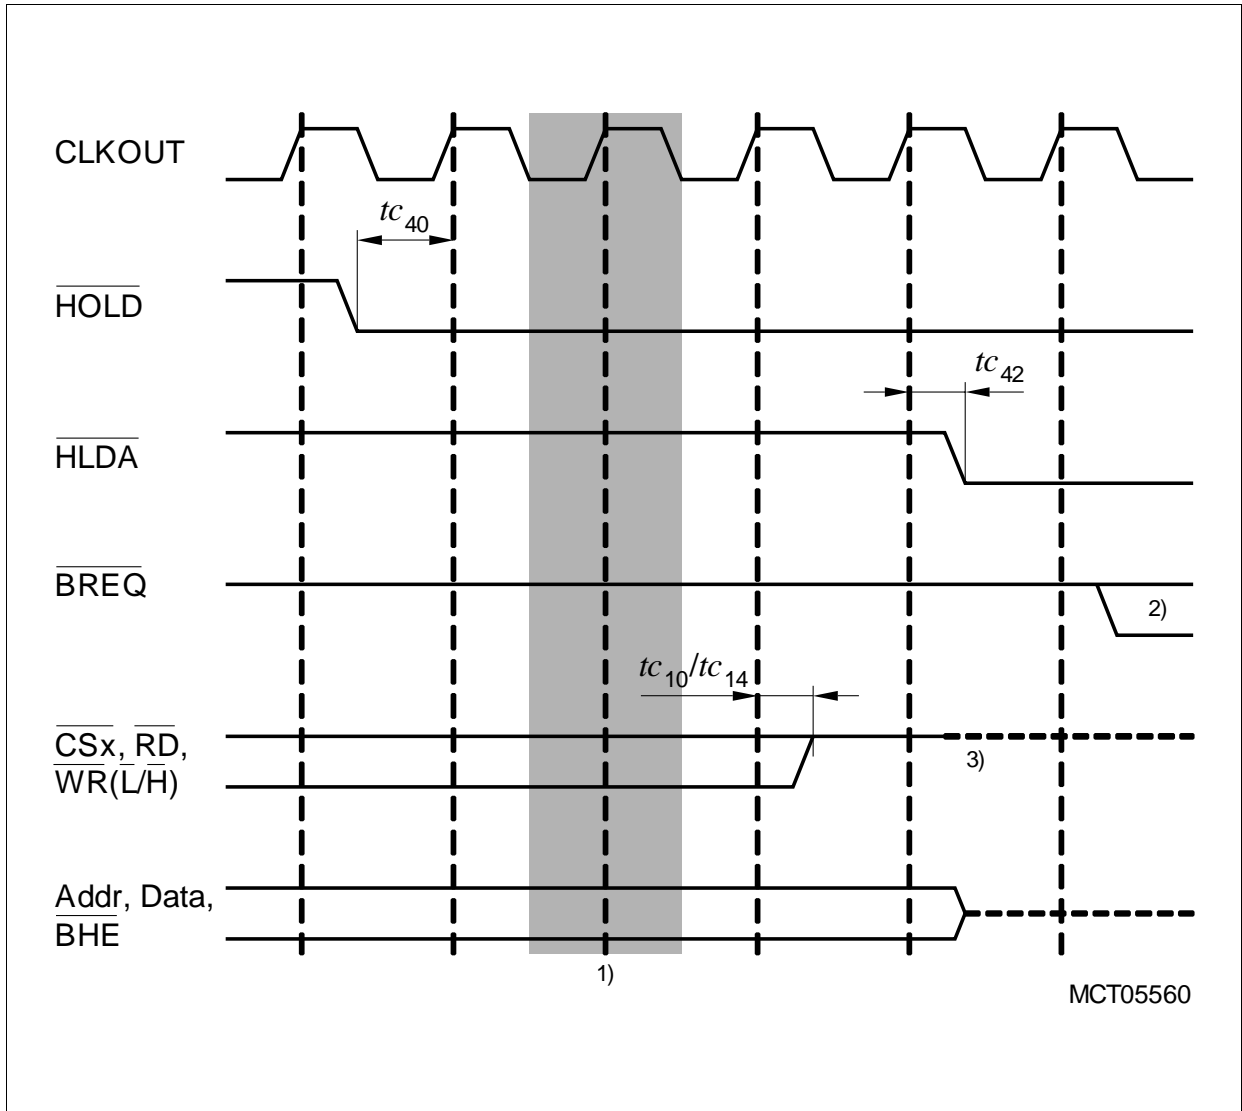 CLKOUT
tc40
HOLD
tc42
HLDA
BREQ
2)
tc10/tc14
CSx, RD,
3)
WR(L/H)
Addr, Data,
BHE
1)
MCT05560